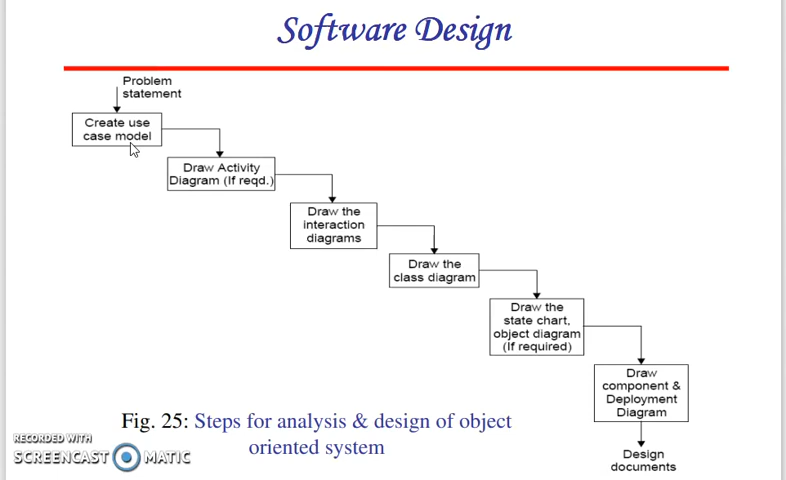 Software Design
Problem
statement
Create use
case model
Draw Activity
Diagram (If reqd.)
Draw the
interaction
diagrams
Draw the
class diagram
Draw the
state chart,
object diagram
(If required)
Draw
component &
Deployment
Diagram
Design
documents
Fig. 25: Steps for analysis & design of object
oriented system
RECORDED WITH
SCREENCAST MATIC